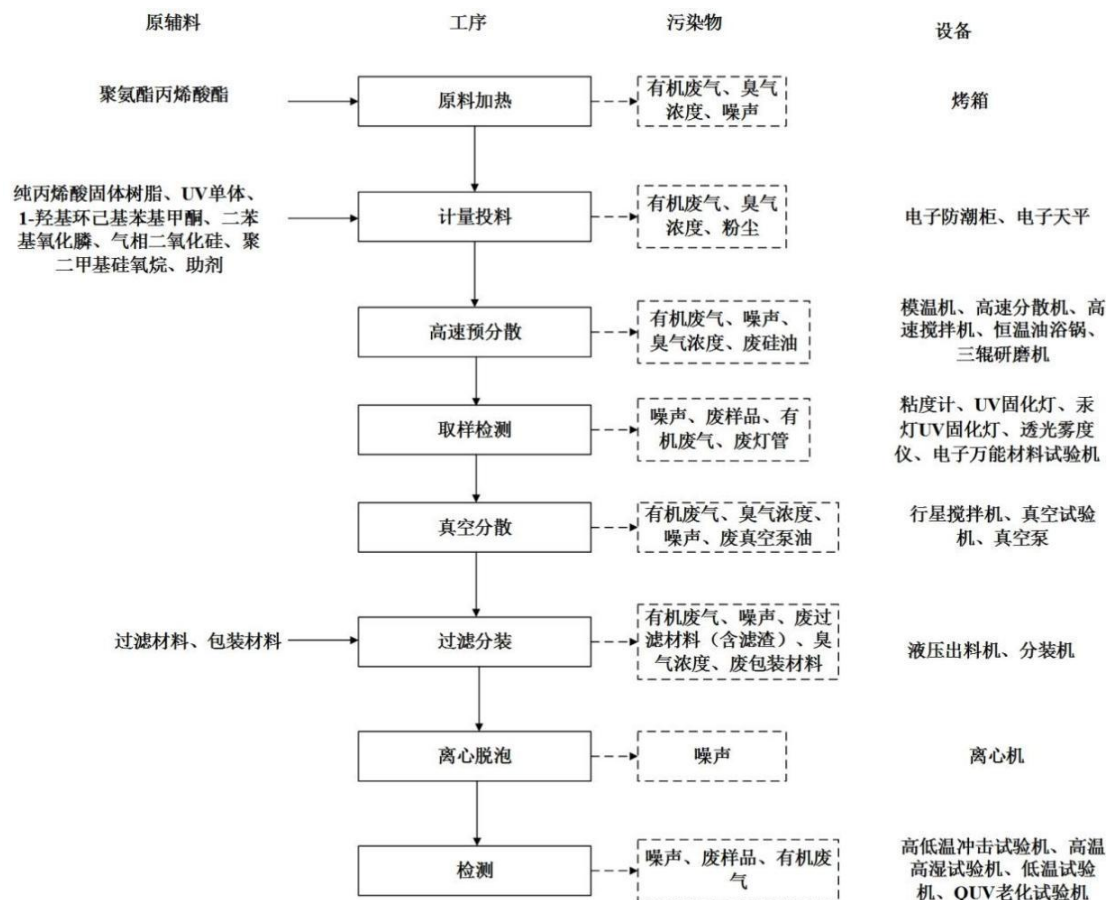 原辅料
工序
污染物
设备
聚氨酯丙烯酸酯
原料加热
有机废气、臭气
浓度、噪声
烤箱
纯丙烯酸固体树脂、UV单体、
1-羟基环己基苯基甲酮、二苯
基氧化膦、气相二氧化硅、聚
二甲基硅氧烷、助剂
计量投料
有机废气、臭气
浓度、粉尘
电子防潮柜、电子天平
高速预分散
有机废气、噪声、
臭气浓度、废硅油
模温机、高速分散机、高
速搅拌机、恒温油浴锅、
三辊研磨机
取样检测
噪声、废样品、有
机废气、废灯管
粘度计、UV固化灯、汞
灯UV固化灯、透光雾度
仪、电子万能材料试验机
真空分散
有机废气、臭气浓度、
噪声、废真空泵油
行星搅拌机、真空试验
机、真空泵
过滤材料、包装材料
过滤分装
有机废气、噪声、废过
滤材料（含滤渣）、臭
气浓度、废包装材料
液压出料机、分装机
离心脱泡
噪声
离心机
检测
噪声、废样品、有机废
气
高低温冲击试验机、高温
高湿试验机、低温试验
机、QUV老化试验机